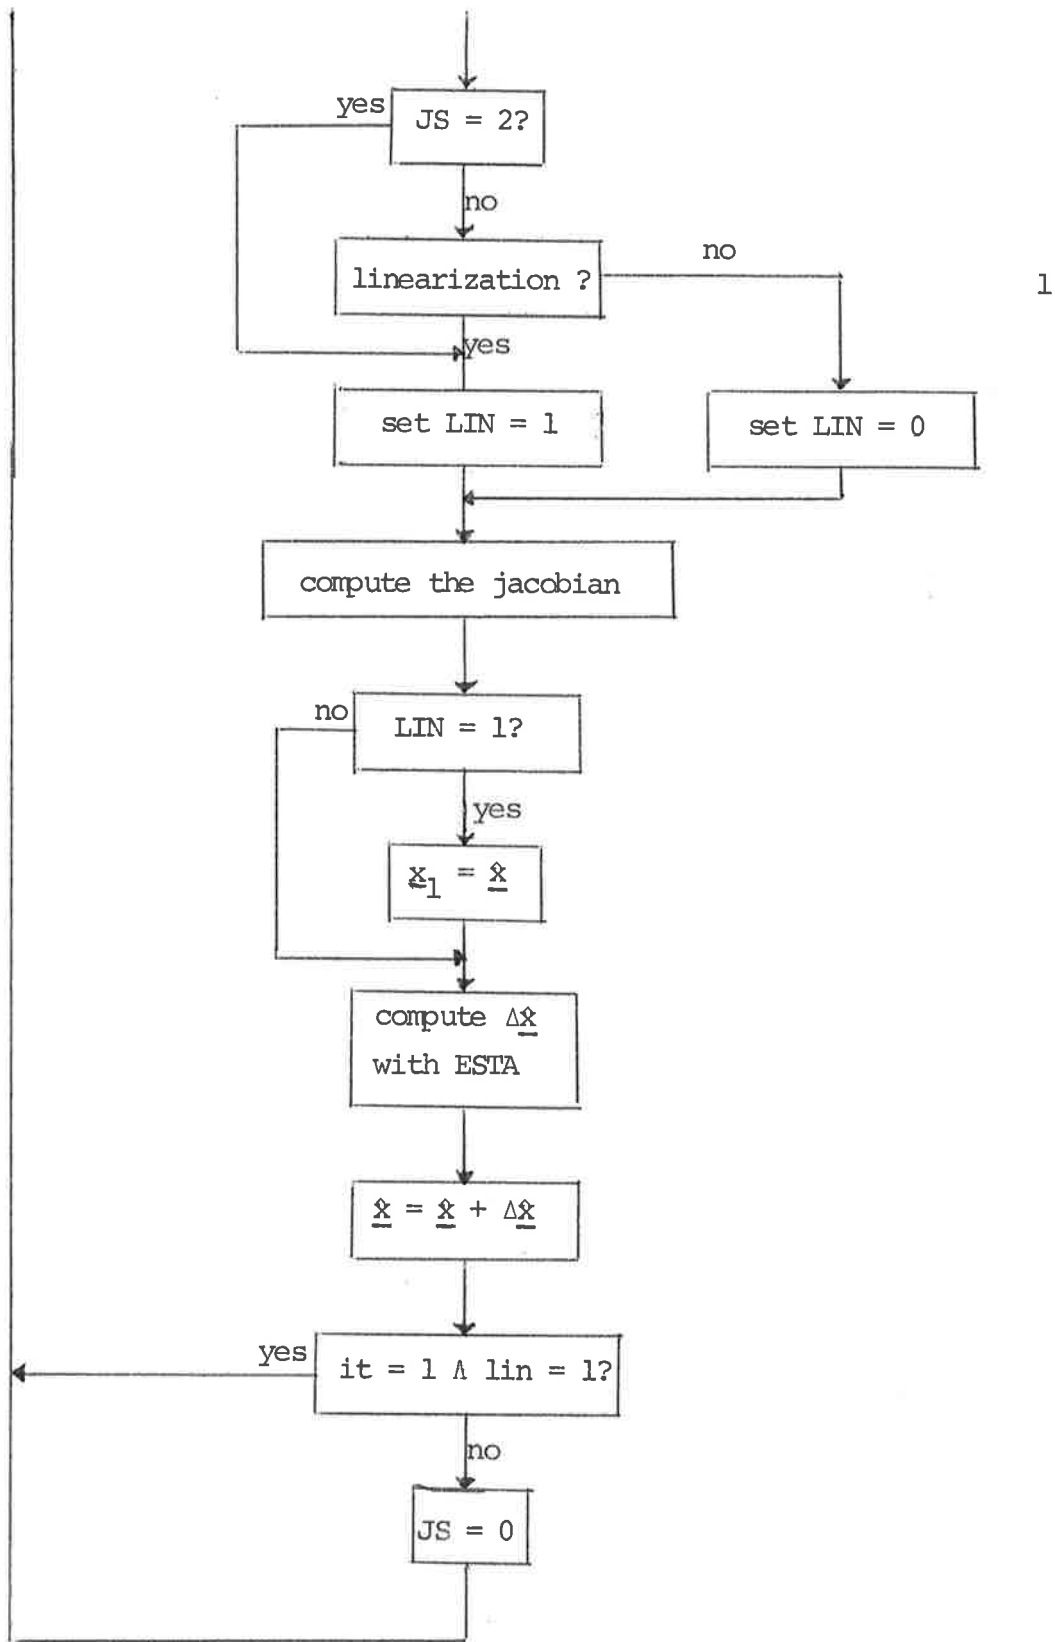 yes
JS = 2?
no
linearization ?
no
1
yes
set LIN = 1
set LIN = 0
compute the jacobian
no
LIN = 1?
yes
x̲₁ = x̲̂
compute Δx̲̂
with ESTA
x̲̂ = x̲̂ + Δx̲̂
yes
it = 1 Λ lin = 1?
no
JS = 0